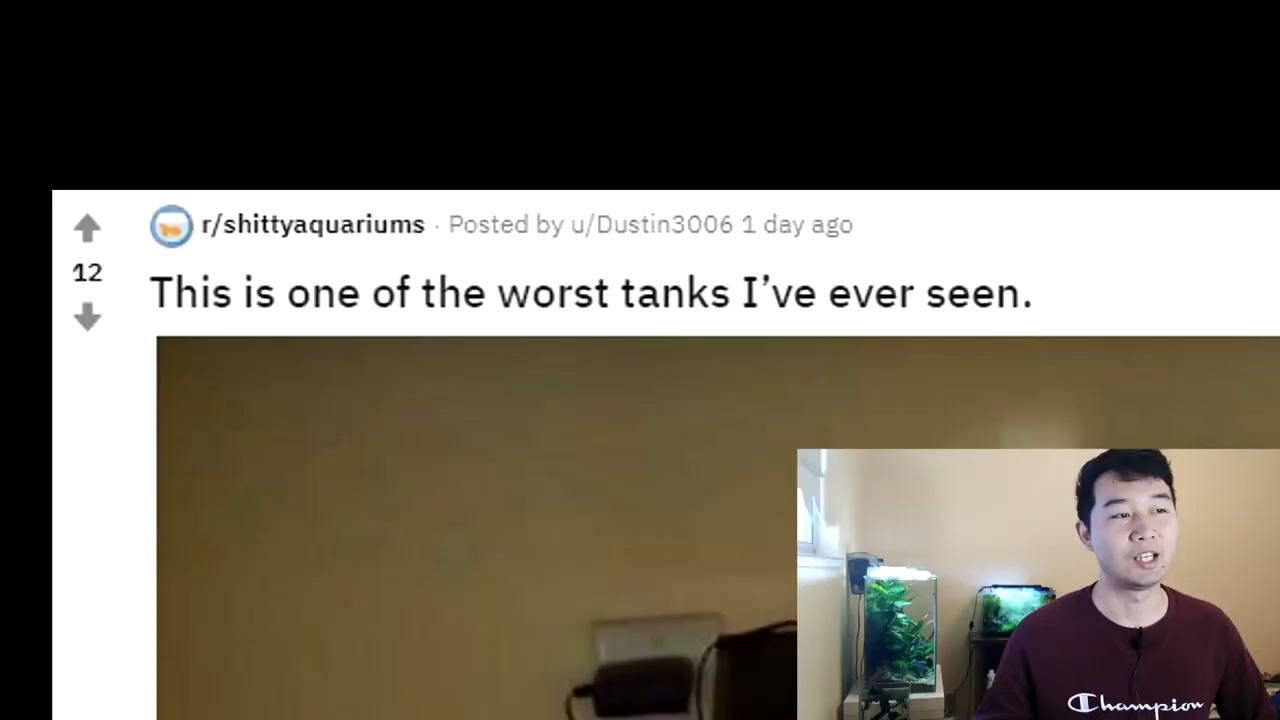 r/shittyaquariums · Posted by u/Dustin3006 1 day ago
12
This is one of the worst tanks I’ve ever seen.
Champion